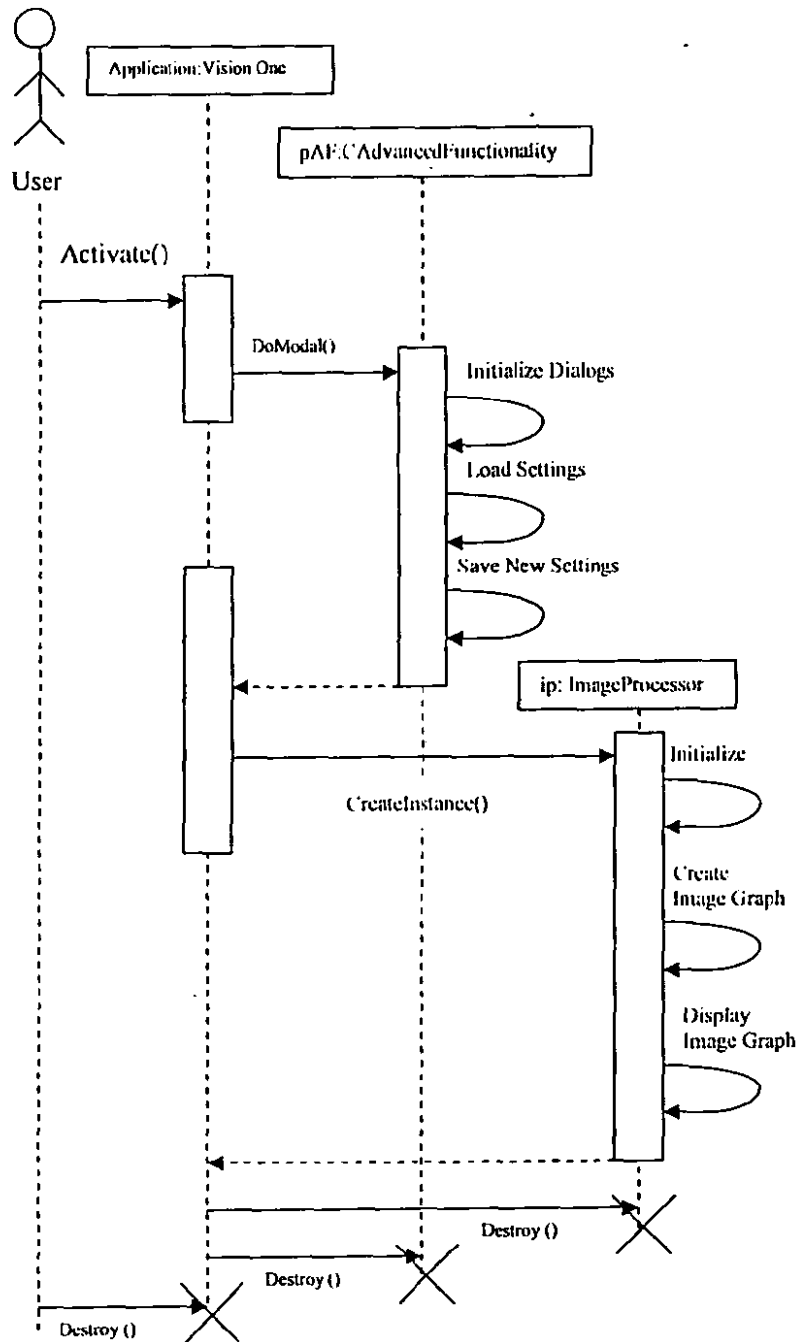 Application:Vision One
pAF:CAdvancedFunctionality
User
Activate()
DoModal()
Initialize Dialogs
Load Settings
Save New Settings
ip: ImageProcessor
Initialize
CreateInstance()
Create
Image Graph
Display
Image Graph
Destroy ()
Destroy ()
Destroy ()